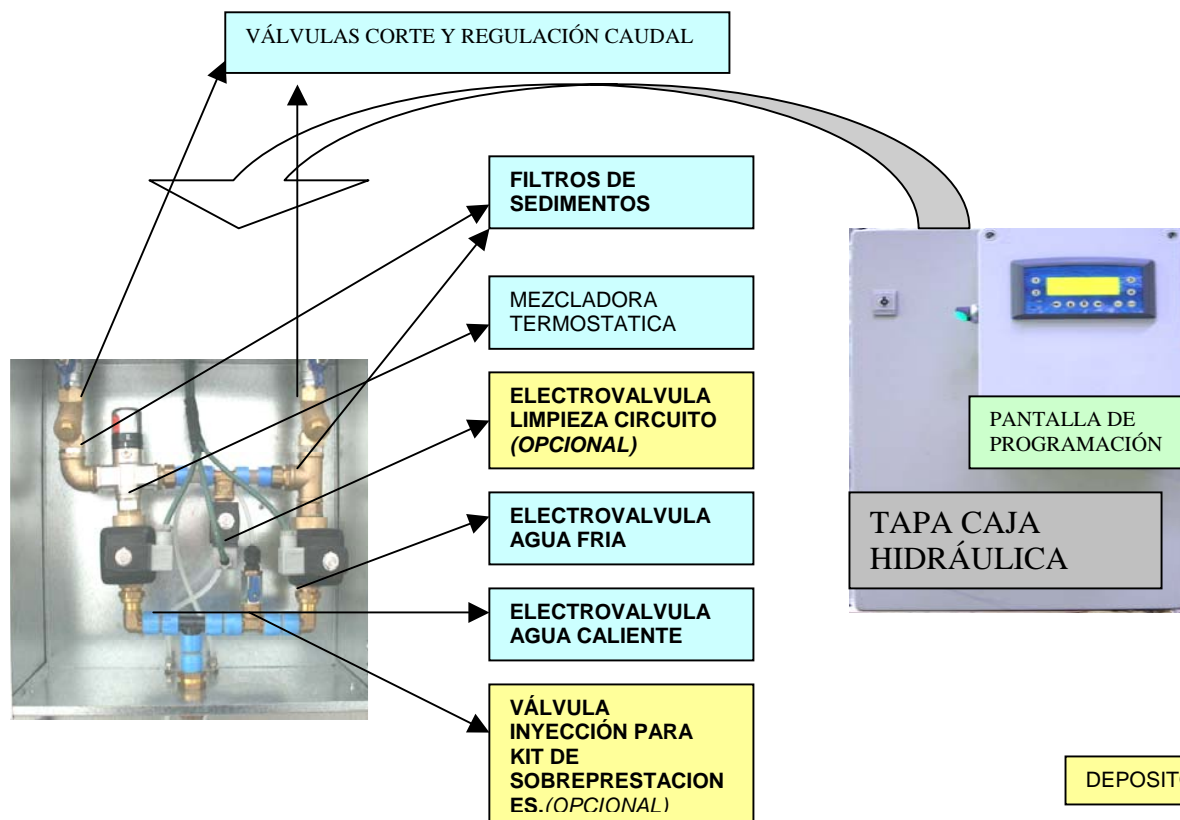 VÁLVULAS CORTE Y REGULACIÓN CAUDAL
FILTROS DE
SEDIMENTOS
MEZCLADORA
TERMOSTATICA
ELECTROVALVULA
LIMPIEZA CIRCUITO
(OPCIONAL)
ELECTROVALVULA
AGUA FRIA
ELECTROVALVULA
AGUA CALIENTE
VÁLVULA
INYECCIÓN PARA
KIT DE
SOBREPRESTACION
ES.(OPCIONAL)
PANTALLA DE
PROGRAMACIÓN
TAPA CAJA
HIDRÁULICA
DEPOSITO